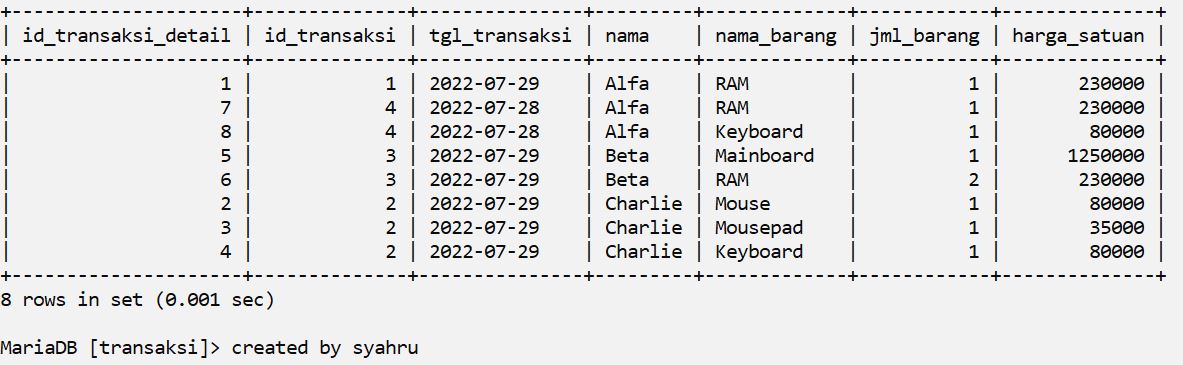 +--------------------+--------------+---------------+---------+-------------+------------+--------------+
| id_transaksi_detail | id_transaksi | tgl_transaksi | nama | nama_barang | jml_barang | harga_satuan |
+--------------------+--------------+---------------+---------+-------------+------------+--------------+
| 1 | 1 | 2022-07-29 | Alfa | RAM | 1 | 230000 |
| 7 | 4 | 2022-07-28 | Alfa | RAM | 1 | 230000 |
| 8 | 4 | 2022-07-28 | Alfa | Keyboard | 1 | 80000 |
| 5 | 3 | 2022-07-29 | Beta | Mainboard | 1 | 1250000 |
| 6 | 3 | 2022-07-29 | Beta | RAM | 2 | 230000 |
| 2 | 2 | 2022-07-29 | Charlie | Mouse | 1 | 80000 |
| 3 | 2 | 2022-07-29 | Charlie | Mousepad | 1 | 35000 |
| 4 | 2 | 2022-07-29 | Charlie | Keyboard | 1 | 80000 |
+--------------------+--------------+---------------+---------+-------------+------------+--------------+
8 rows in set (0.001 sec)
MariaDB [transaksi]> created by syahru